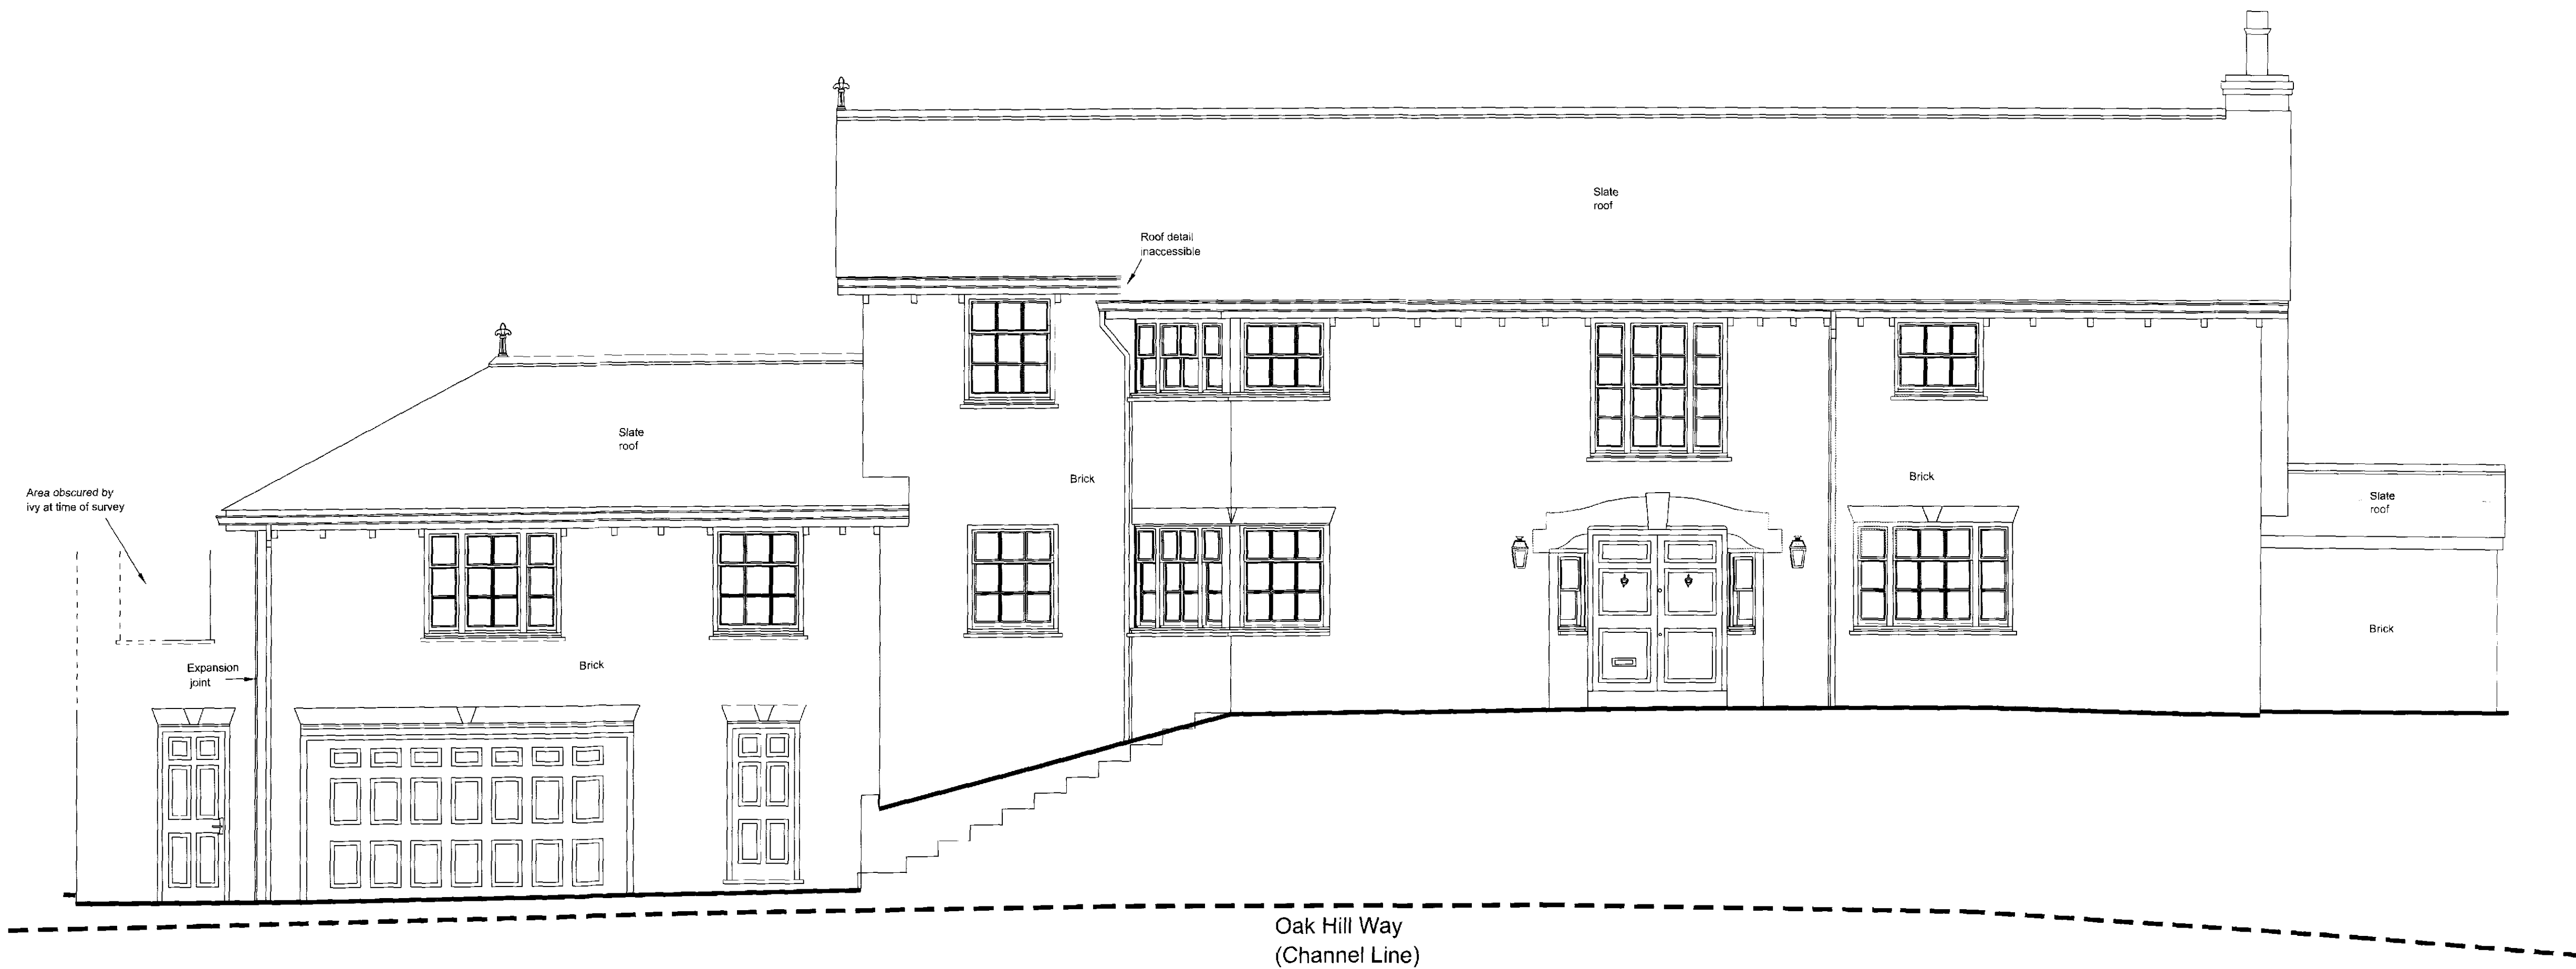 Slate
roof
Roof detail
inaccessible
Slate
roof
Area obscured by
ivy at time of survey
Brick
Brick
Slate
roof
Expansion
joint
Brick
Brick
Oak Hill Way
(Channel Line)